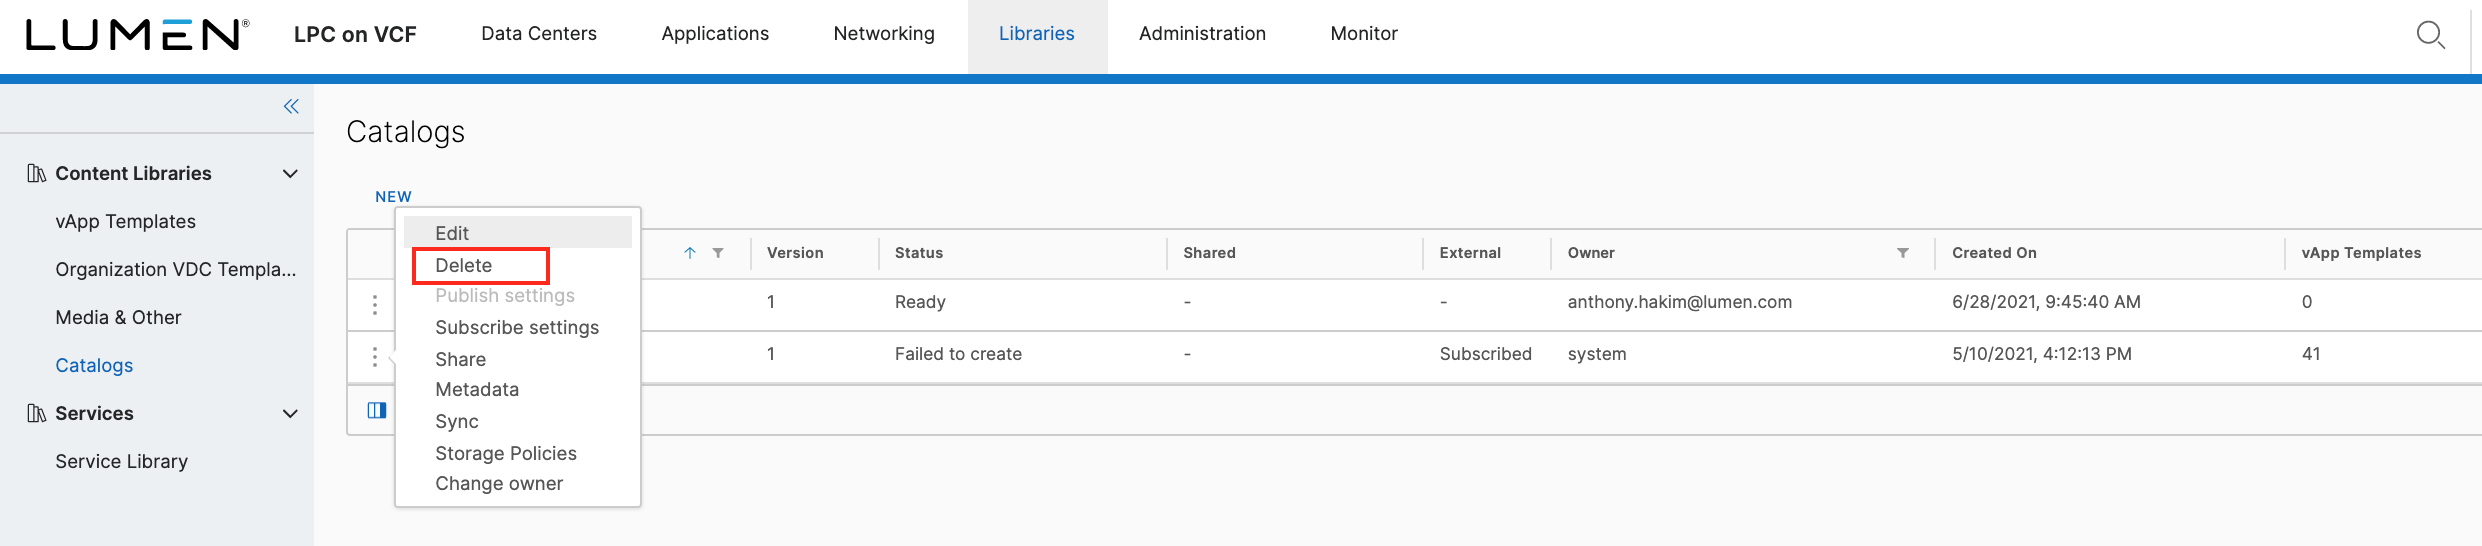 LUMEN®
LPC on VCF
Data Centers
Applications
Networking
Libraries
Administration
Monitor
Content Libraries
vApp Templates
Organization VDC Templa...
Media & Other
Catalogs
Services
Service Library
Catalogs
NEW
Edit
Delete
Publish settings
Subscribe settings
Share
Metadata
Sync
Storage Policies
Change owner
Version Status Shared External Owner Created On vApp Templates
1 Ready - - anthony.hakim@lumen.com 6/28/2021, 9:45:40 AM 0
1 Failed to create - Subscribed system 5/10/2021, 4:12:13 PM 41